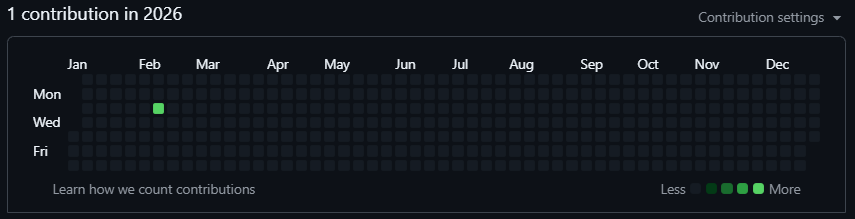 1 contribution in 2026
Contribution settings
Jan Feb Mar Apr May Jun Jul Aug Sep Oct Nov Dec
Mon
Wed
Fri
Learn how we count contributions
Less More